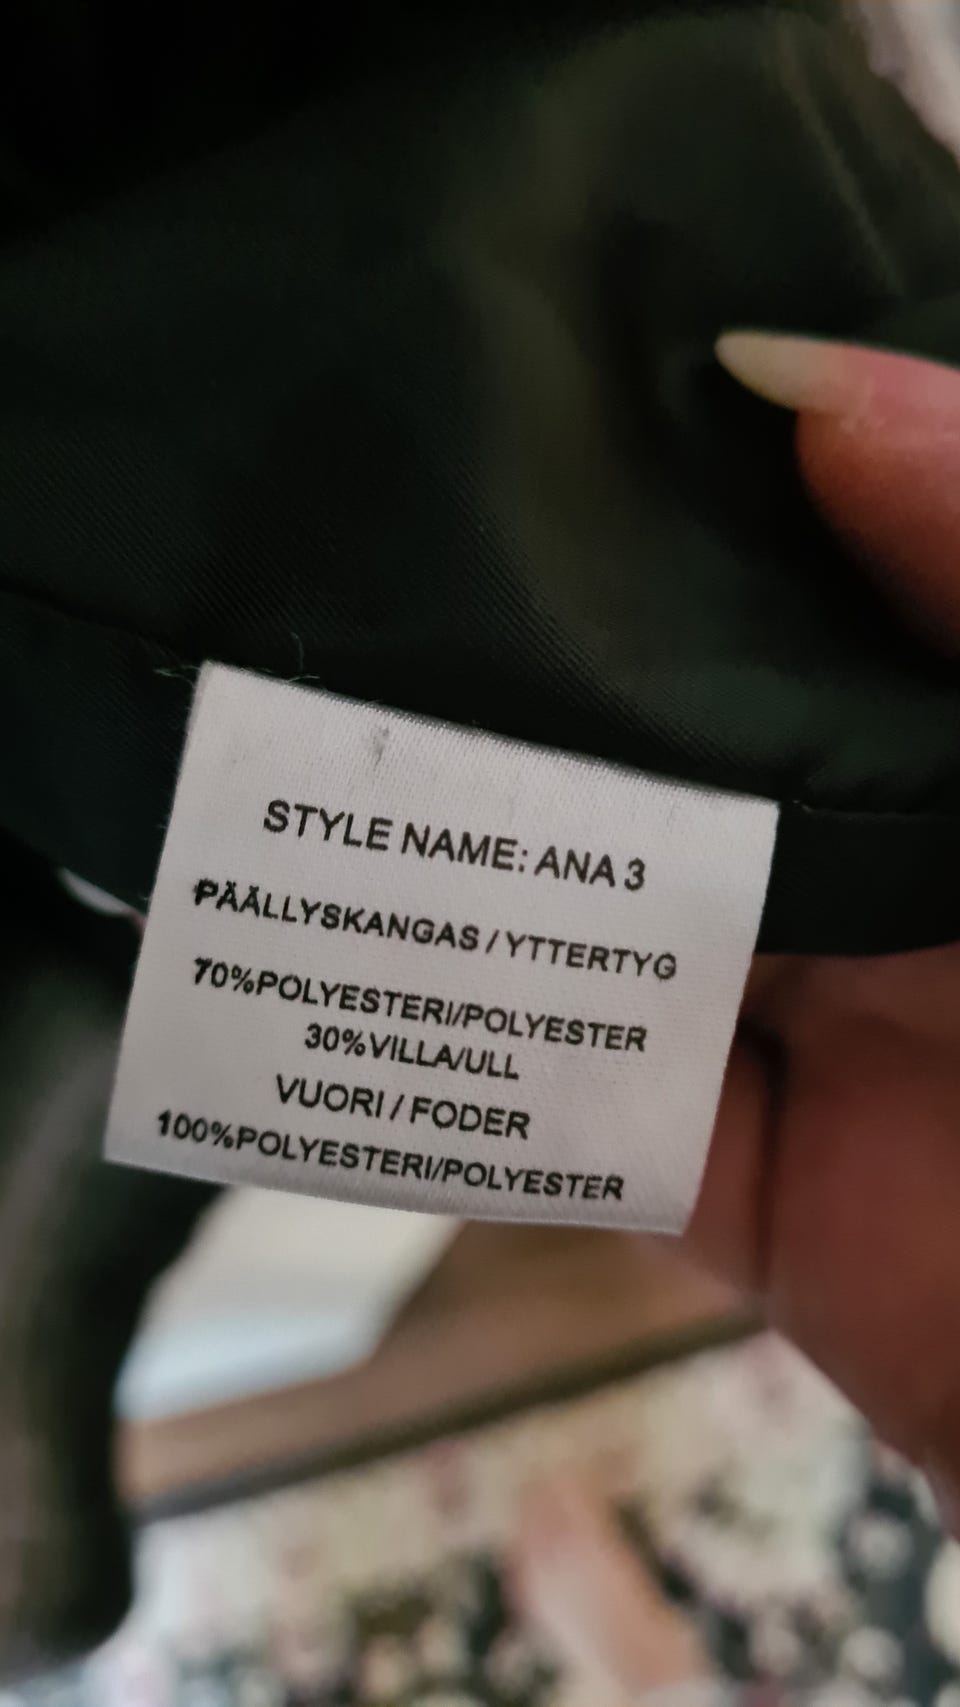 STYLE NAME: ANA 3
PÄÄLLYSKANGAS / YTTERTYG
70%POLYESTERI/POLYESTER
30%VILLA/ULL
VUORI / FODER
100%POLYESTERI/POLYESTER